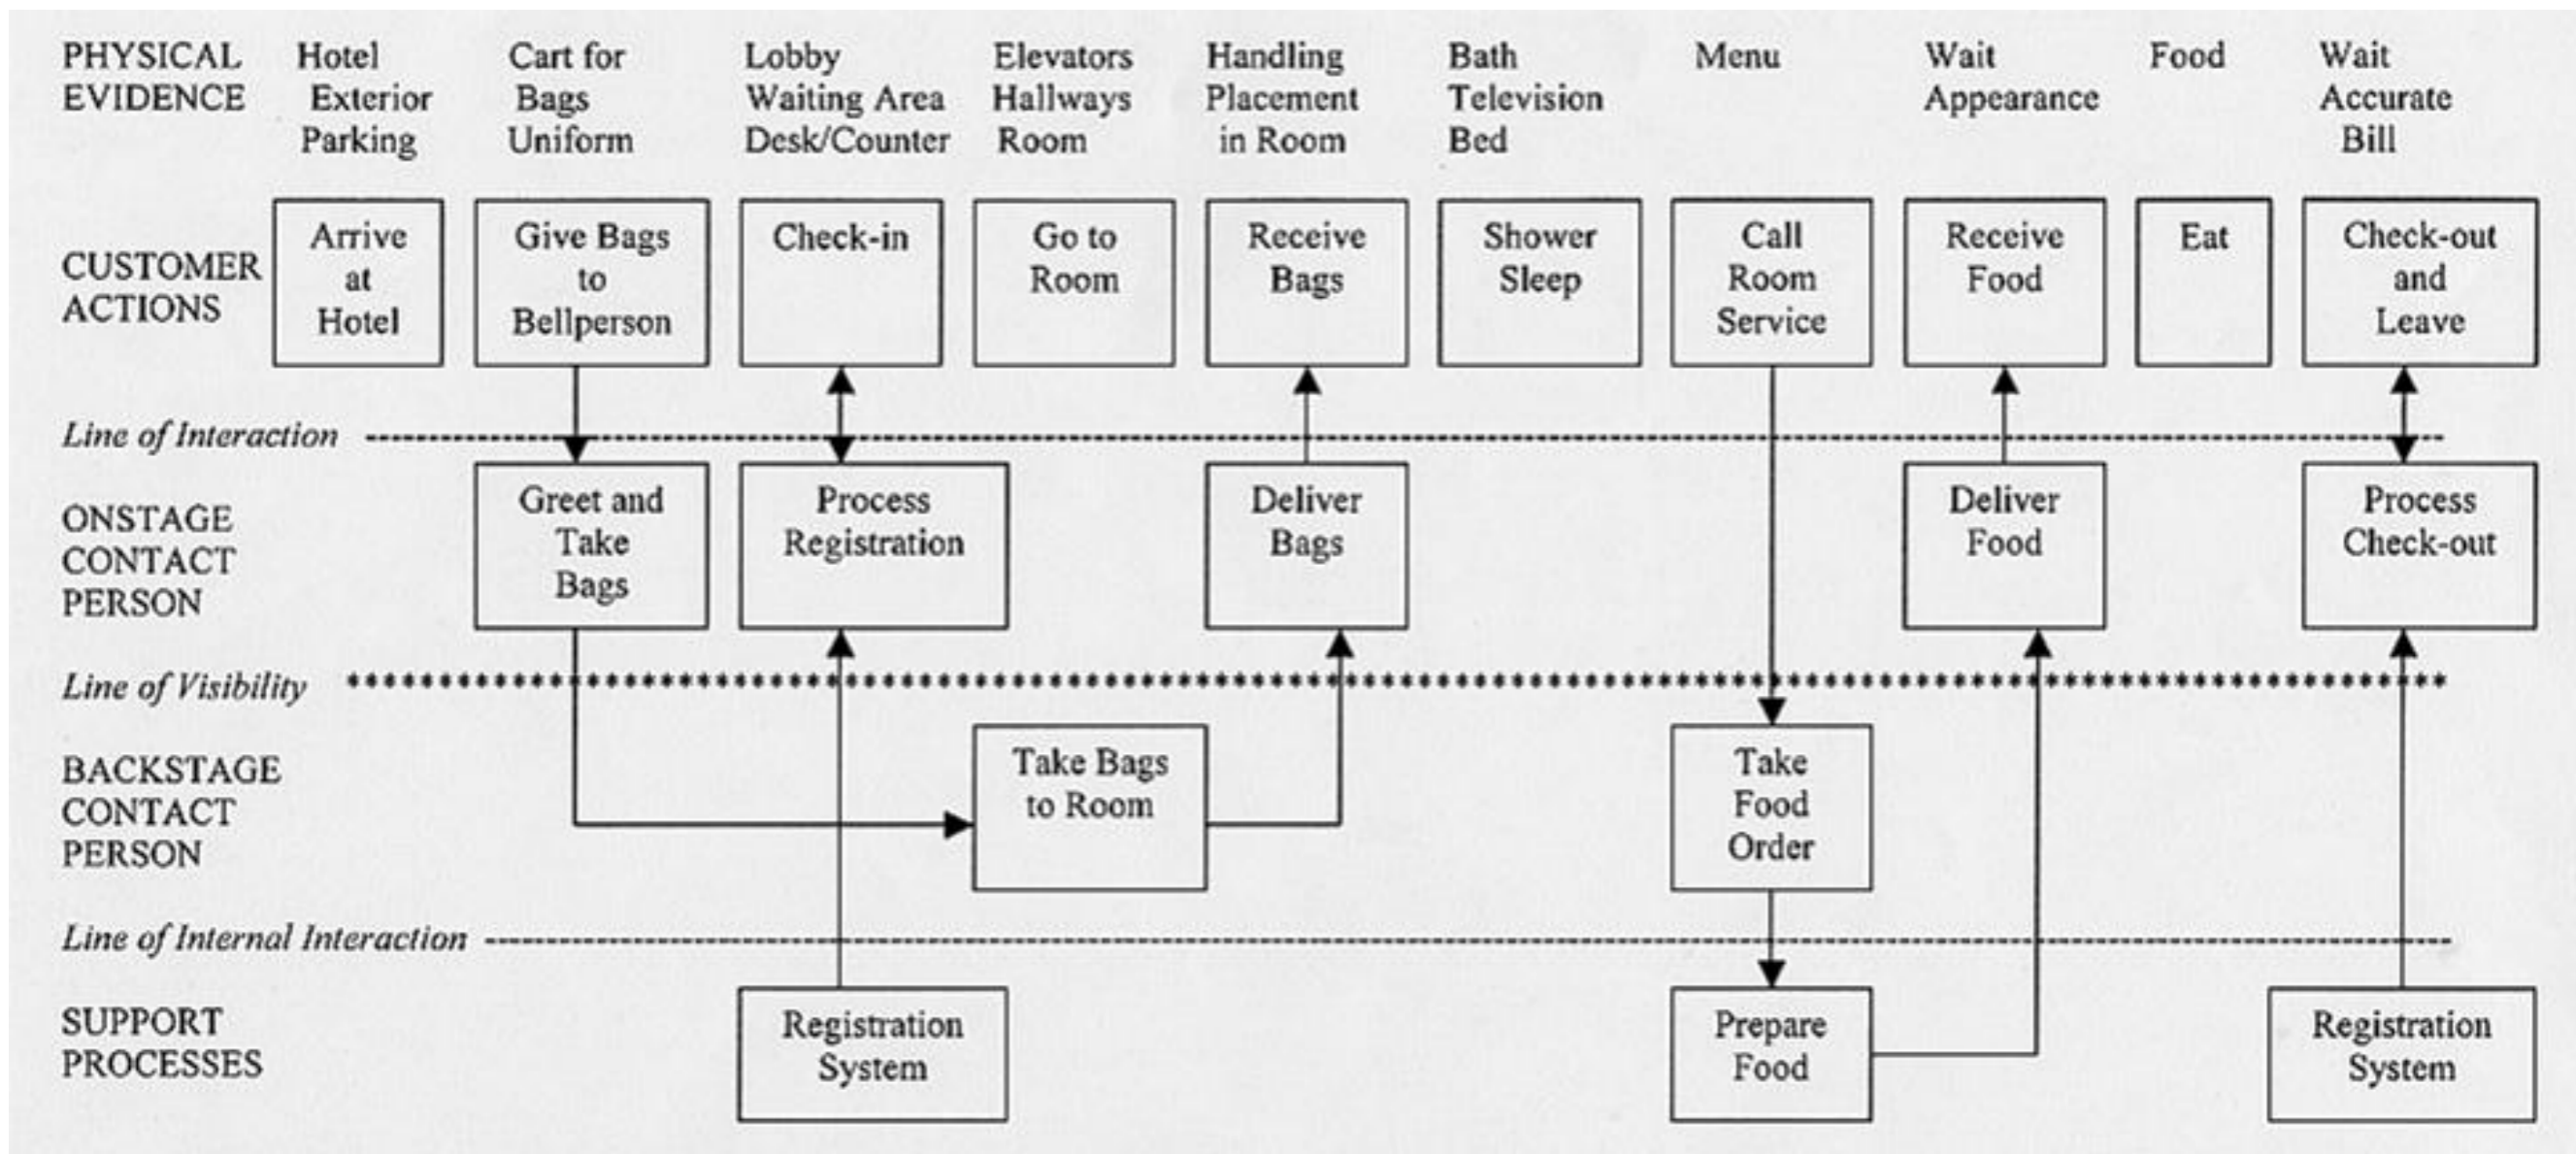 PHYSICAL
EVIDENCE
Hotel
Exterior
Parking
Cart for
Bags
Uniform
Lobby
Waiting Area
Desk/Counter
Elevators
Hallways
Room
Handling
Placement
in Room
Bath
Television
Bed
Menu
Wait
Appearance
Food
Wait
Accurate
Bill
CUSTOMER
ACTIONS
Arrive
at
Hotel
Give Bags
to
Bellperson
Check-in
Go to
Room
Receive
Bags
Shower
Sleep
Call
Room
Service
Receive
Food
Eat
Check-out
and
Leave
Line of Interaction
ONSTAGE
CONTACT
PERSON
Greet and
Take
Bags
Process
Registration
Deliver
Bags
Deliver
Food
Process
Check-out
Line of Visibility
BACKSTAGE
CONTACT
PERSON
Take Bags
to Room
Take
Food
Order
Line of Internal Interaction
SUPPORT
PROCESSES
Registration
System
Prepare
Food
Registration
System